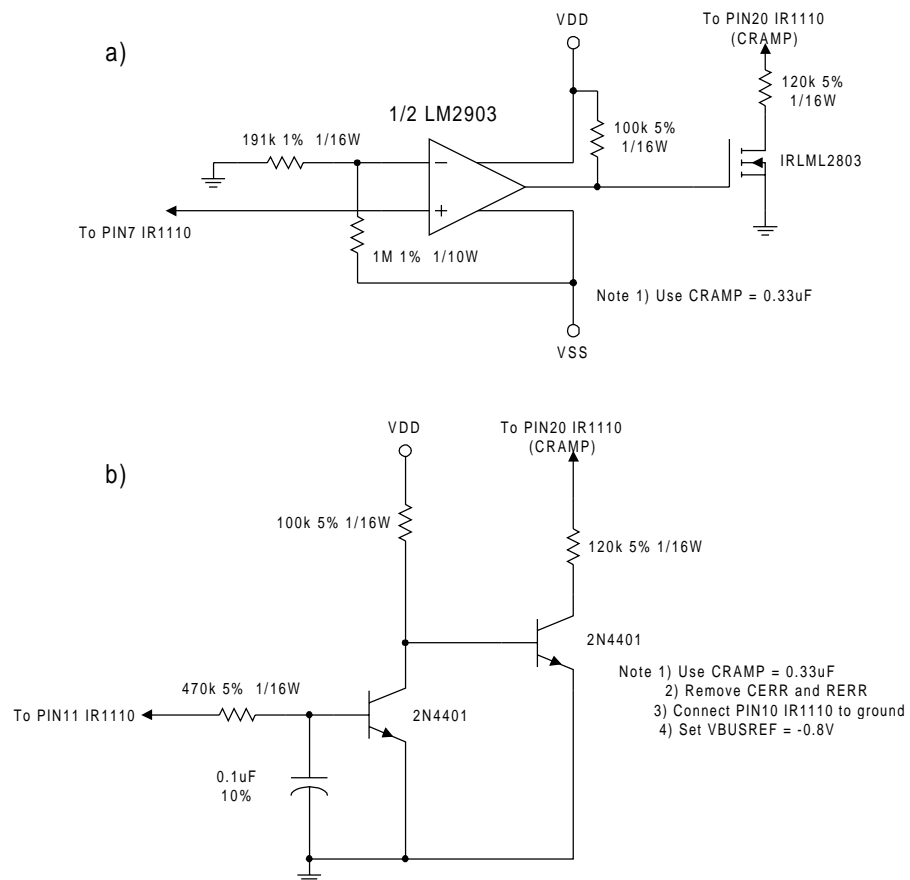 a)
VDD
To PIN20 IR1110
(CRAMP)
120k 5%
1/16W
1/2 LM2903
100k 5%
1/16W
191k 1% 1/16W
IRLML2803
−
+
To PIN7 IR1110
1M 1% 1/10W
Note 1) Use CRAMP = 0.33uF
VSS
b)
VDD
To PIN20 IR1110
(CRAMP)
100k 5% 1/16W
120k 5% 1/16W
2N4401
470k 5% 1/16W
To PIN11 IR1110
2N4401
0.1uF
10%
Note 1) Use CRAMP = 0.33uF
2) Remove CERR and RERR
3) Connect PIN10 IR1110 to ground
4) Set VBUSREF = -0.8V